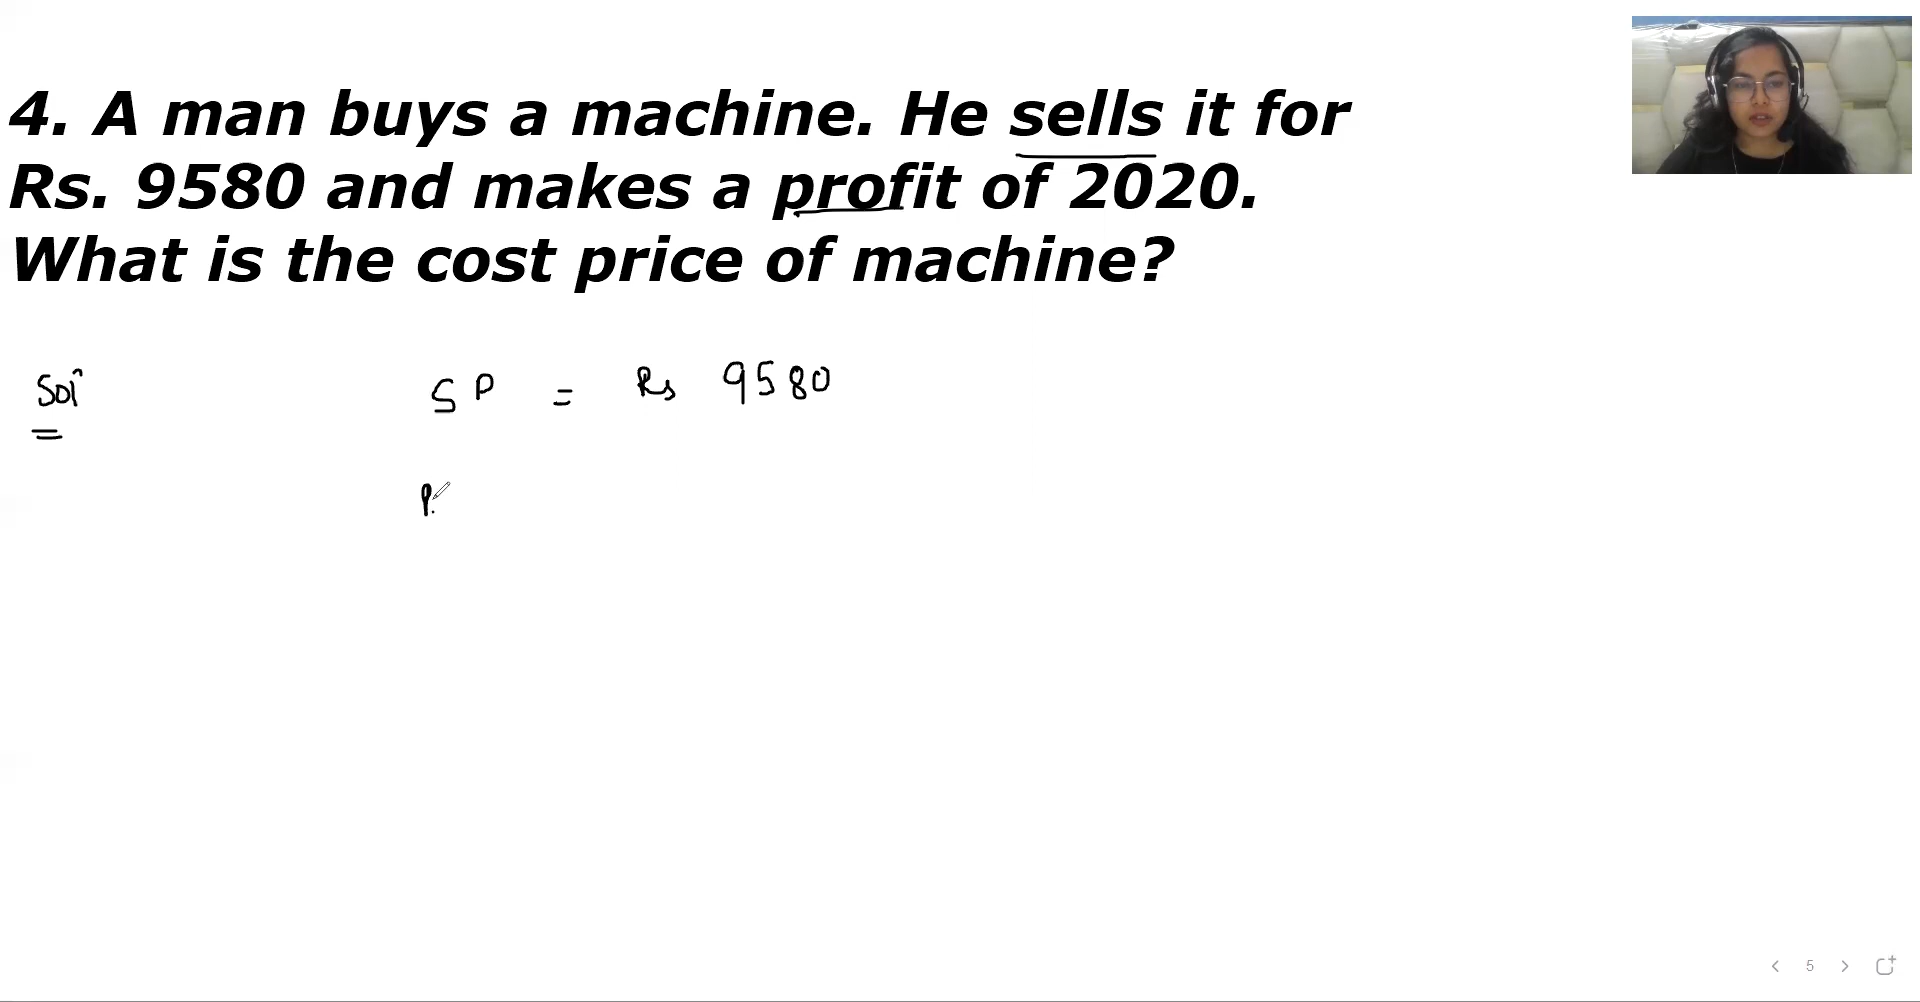 4. A man buys a machine. He sells it for
Rs. 9580 and makes a profit of 2020.
What is the cost price of machine?
Sol
SP = Rs 9580
P
5